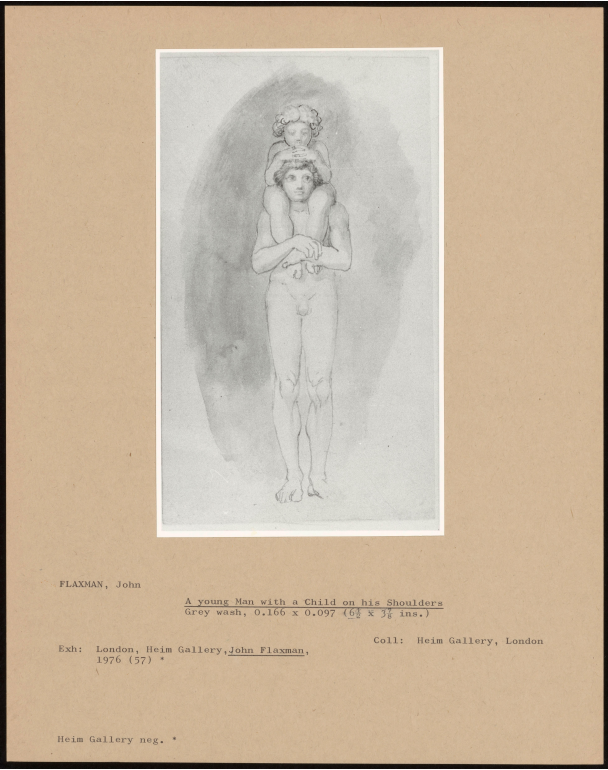 FLAXMAN, John
A young Man with a Child on his Shoulders
Grey wash, 0.166 x 0.097 (6½ x 3⅞ ins.)
Coll: Heim Gallery, London
Exh: London, Heim Gallery, John Flaxman,
1976 (57) *
Heim Gallery neg. *